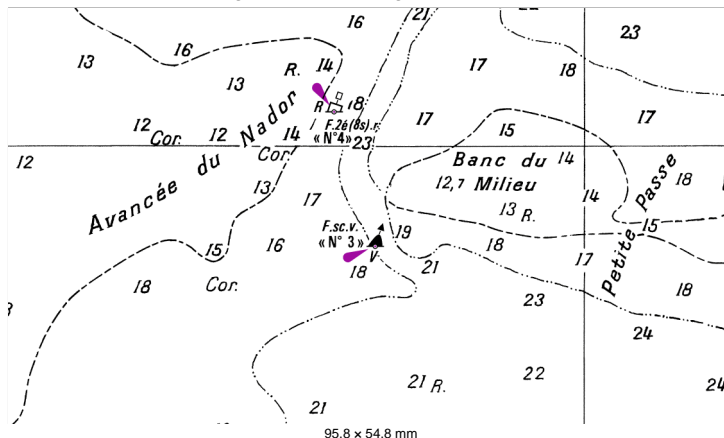 16
21
22
23
13
16
14
17
18
13
R.
R
18
17
17
F.2é(8s).r.
« N°4»
15
12
Cor.
12
14
23
12
Cor.
Banc du
14
Avancée du Nador
13
12,7
Milieu
14
18
Petite Passe
17
13 R.
15
F.sc.v.
« N° 3 »
19
V
15
16
18
18
17
21
18
Cor.
23
18
24
22
21 R.
24
21
95.8 × 54.8 mm